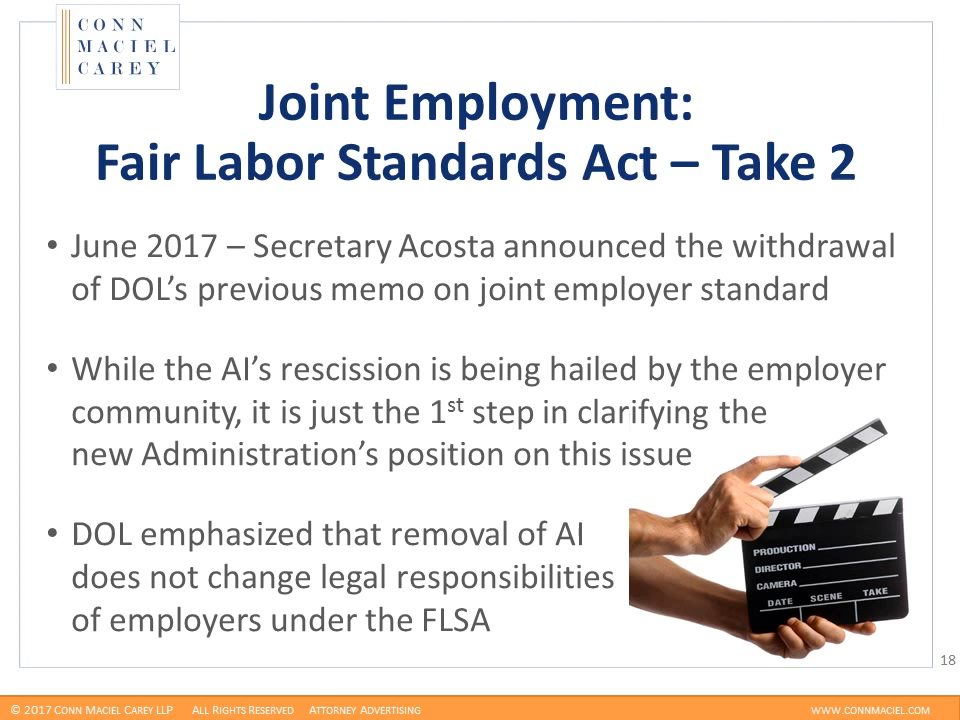 CONN
MACIEL
CAREY
Joint Employment:
Fair Labor Standards Act – Take 2
• June 2017 – Secretary Acosta announced the withdrawal
of DOL’s previous memo on joint employer standard
• While the AI’s rescission is being hailed by the employer
community, it is just the 1st step in clarifying the
new Administration’s position on this issue
• DOL emphasized that removal of AI
does not change legal responsibilities
of employers under the FLSA
PRODUCTION
DIRECTOR
CAMERA
DATE SCENE TAKE
18
© 2017 CONN MACIEL CAREY LLP ALL RIGHTS RESERVED ATTORNEY ADVERTISING WWW.CONNMACIEL.COM